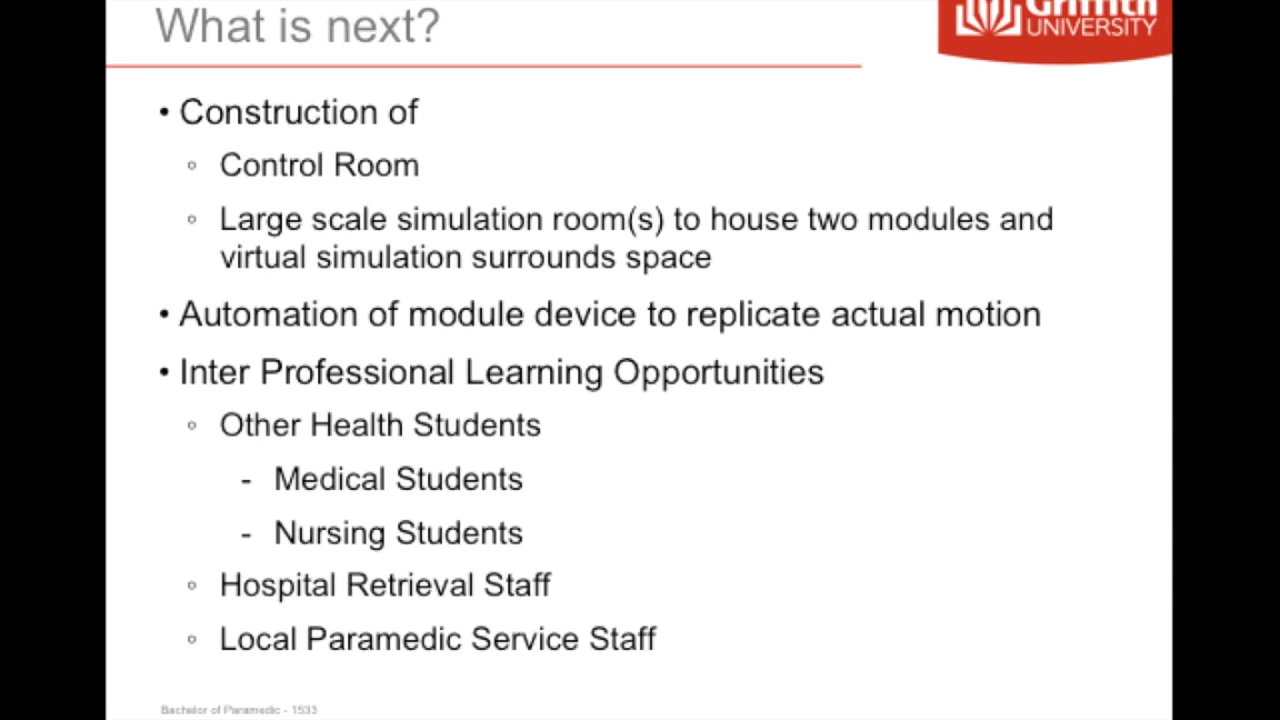 What is next?
Griffith
UNIVERSITY
• Construction of
◦ Control Room
◦ Large scale simulation room(s) to house two modules and
virtual simulation surrounds space
• Automation of module device to replicate actual motion
• Inter Professional Learning Opportunities
◦ Other Health Students
- Medical Students
- Nursing Students
◦ Hospital Retrieval Staff
◦ Local Paramedic Service Staff
Bachelor of Paramedic - 1533